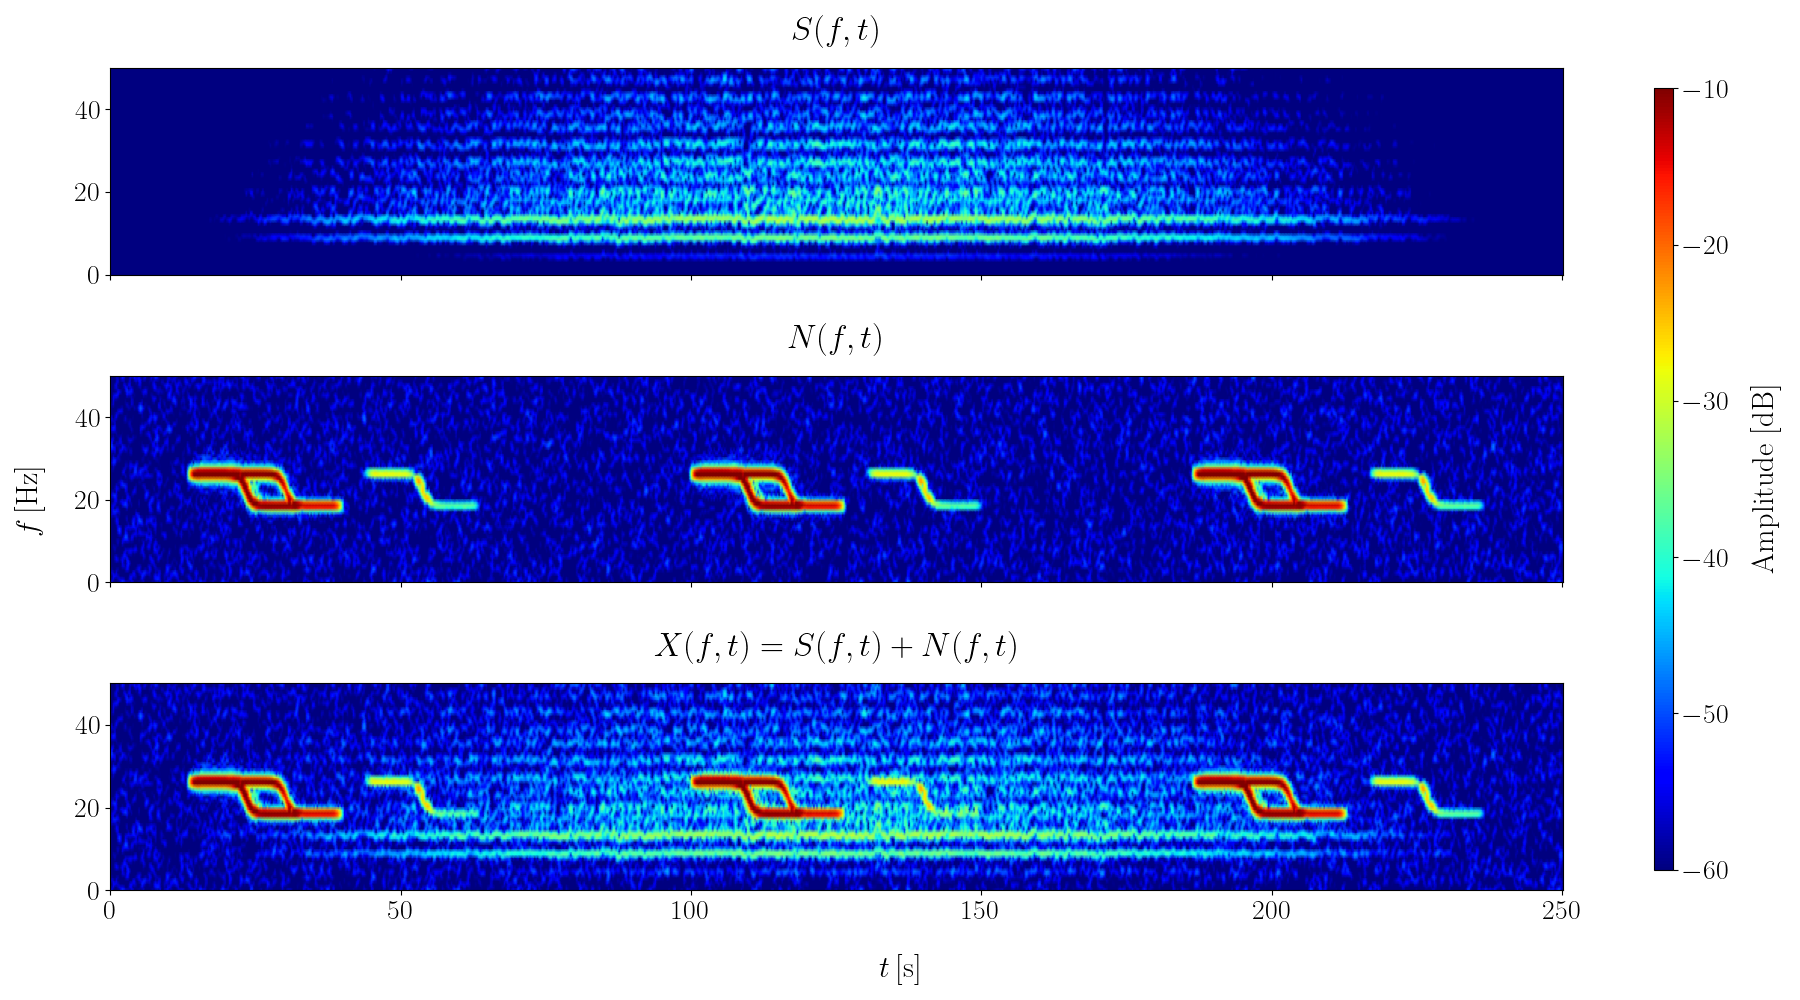 S(f, t)
40
20
0
N(f, t)
40
20
0
f [Hz]
X(f, t) = S(f, t) + N(f, t)
40
20
0
0 50 100 150 200 250
t [s]
−10
−20
−30
−40
−50
−60
Amplitude [dB]